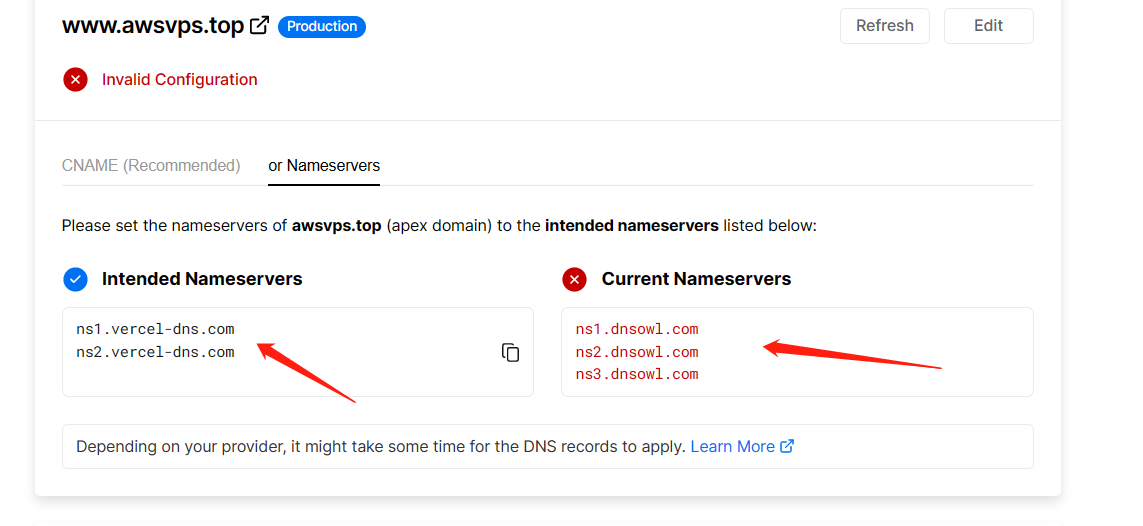 www.awsvps.top Production Refresh Edit
Invalid Configuration
CNAME (Recommended) or Nameservers
Please set the nameservers of awsvps.top (apex domain) to the intended nameservers listed below:
Intended Nameservers
ns1.vercel-dns.com
ns2.vercel-dns.com
Current Nameservers
ns1.dnsowl.com
ns2.dnsowl.com
ns3.dnsowl.com
Depending on your provider, it might take some time for the DNS records to apply. Learn More